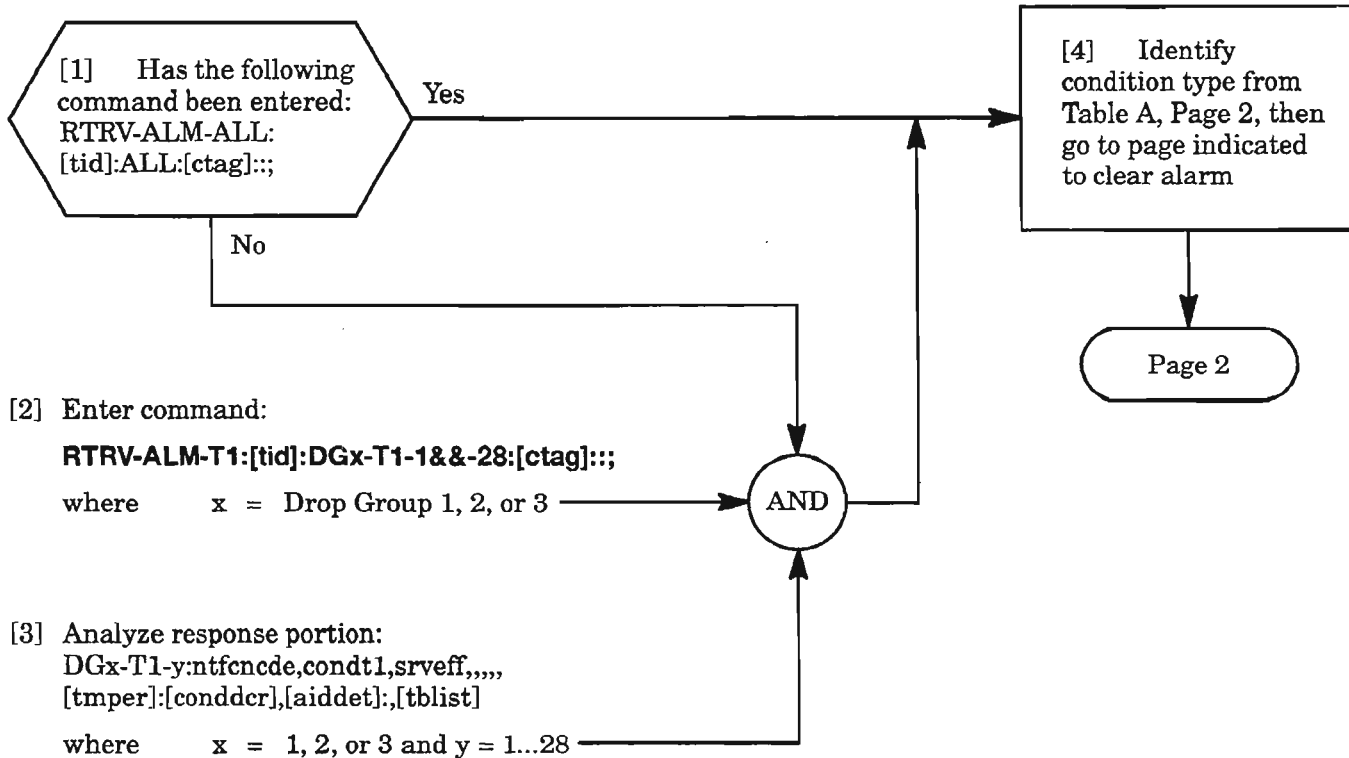 [1] Has the following
command been entered:
RTRV-ALM-ALL:
[tid]:ALL:[ctag]::;
Yes
No
[4] Identify
condition type from
Table A, Page 2, then
go to page indicated
to clear alarm
Page 2
[2] Enter command:
RTRV-ALM-T1:[tid]:DGx-T1-1&&-28:[ctag]::;
where x = Drop Group 1, 2, or 3
AND
[3] Analyze response portion:
DGx-T1-y:ntfcncde,condt1,srveff,,,,,
[tmper]:[conddcr],[aiddet]:,[tblist]
where x = 1, 2, or 3 and y = 1...28